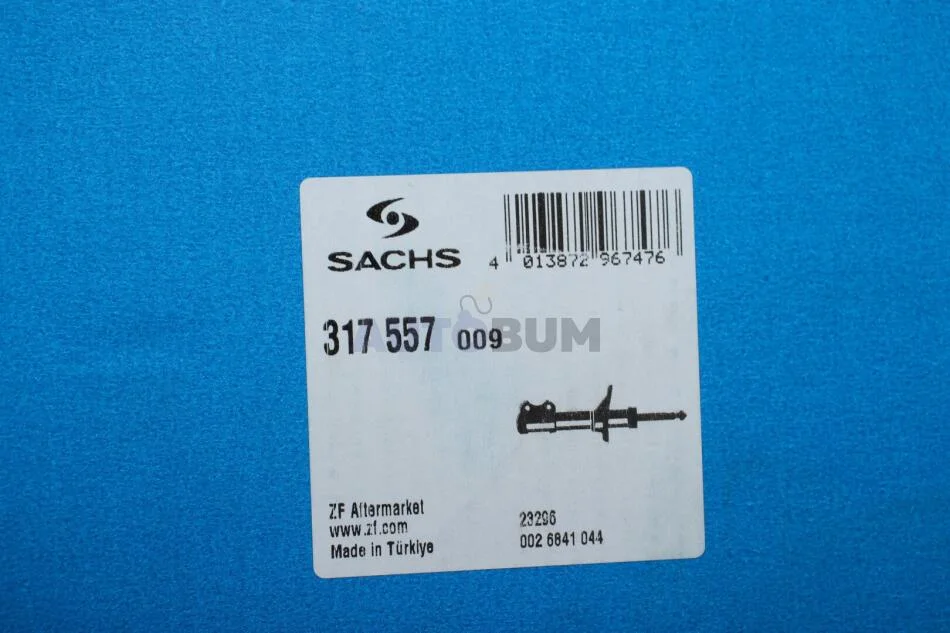 SACHS
4 013872 967476
317 557 009
AUTOBUM
ZF Aftermarket
www.zf.com
Made in Türkiye
23296
002 6841 044